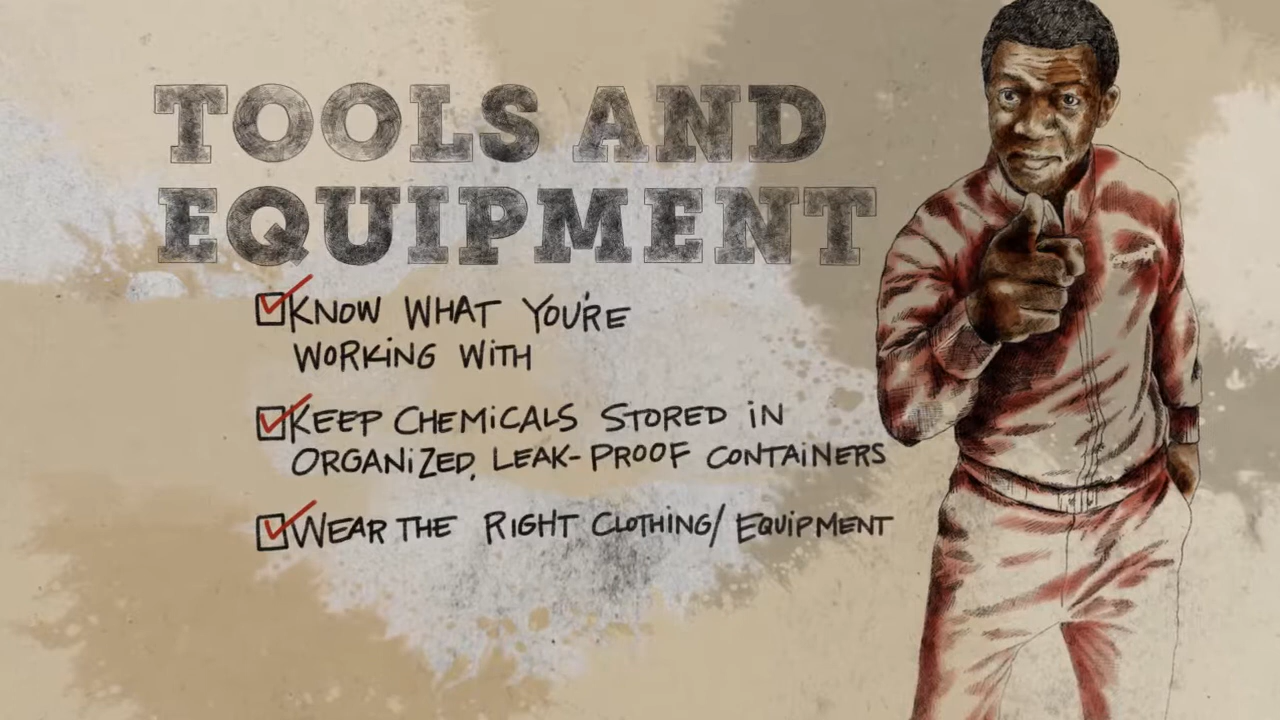 TOOLS AND
EQUIPMENT
KNOW WHAT YOU'RE
WORKiNG WiTH
KEEP CHEMiCALS STORED iN
ORGANiZED, LEAK-PROOF CONTAiNERS
WEAR THE RIGHT CLOTHING/ EQUiPMENT